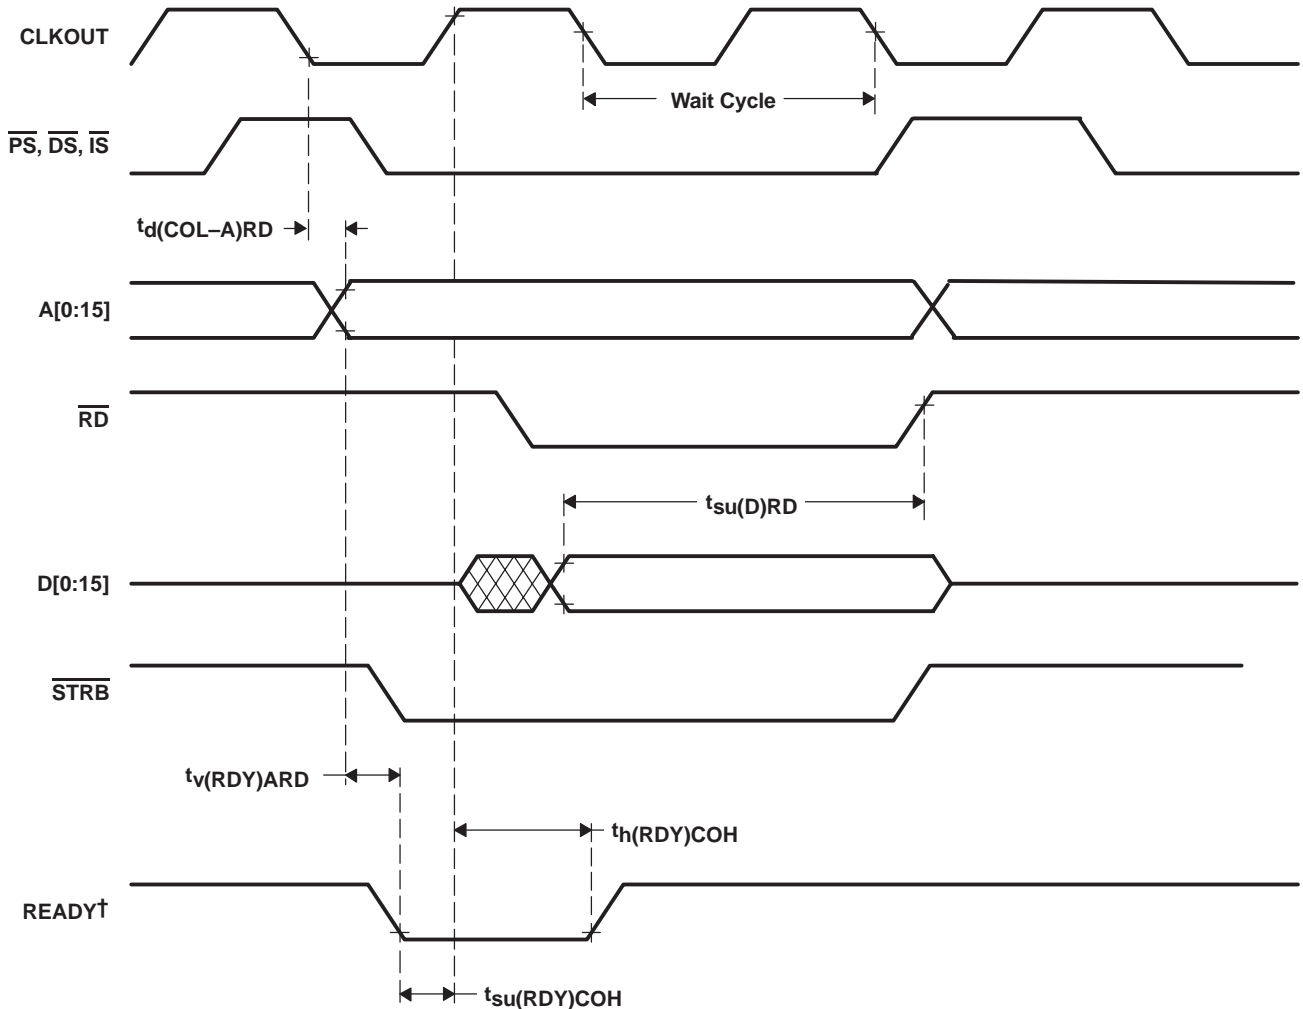 CLKOUT
Wait Cycle
PS, DS, IS
td(COL–A)RD
A[0:15]
RD
tsu(D)RD
D[0:15]
STRB
tv(RDY)ARD
th(RDY)COH
READY†
tsu(RDY)COH